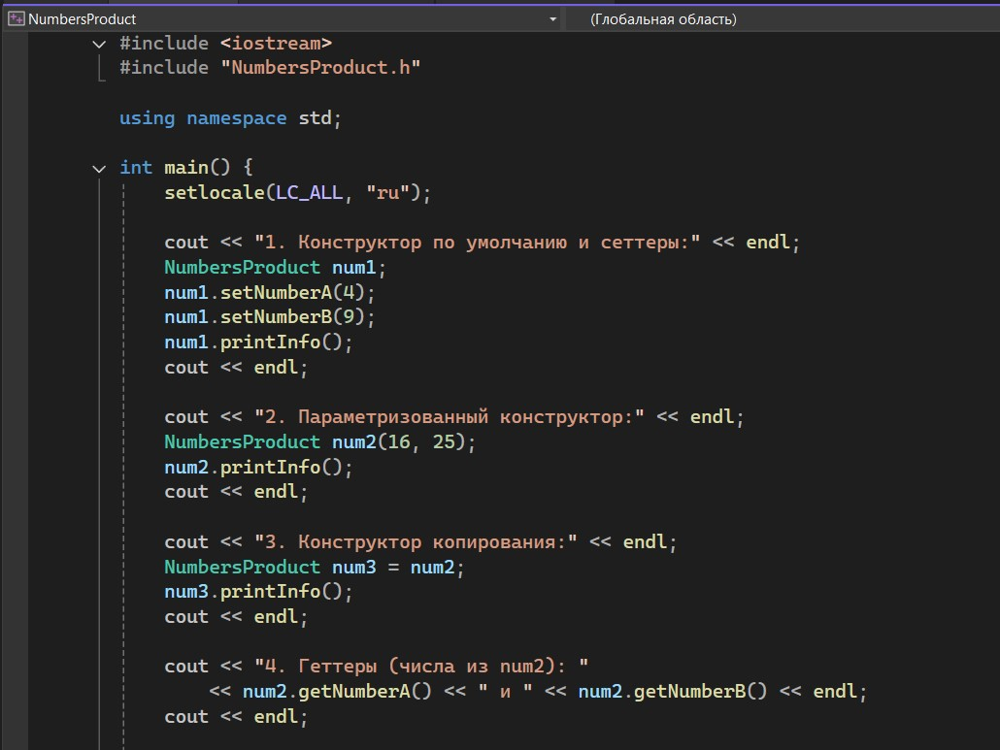 NumbersProduct
(Глобальная область)
#include <iostream>
#include "NumbersProduct.h"
using namespace std;
int main() {
setlocale(LC_ALL, "ru");
cout << "1. Конструктор по умолчанию и сеттеры:" << endl;
NumbersProduct num1;
num1.setNumberA(4);
num1.setNumberB(9);
num1.printInfo();
cout << endl;
cout << "2. Параметризованный конструктор:" << endl;
NumbersProduct num2(16, 25);
num2.printInfo();
cout << endl;
cout << "3. Конструктор копирования:" << endl;
NumbersProduct num3 = num2;
num3.printInfo();
cout << endl;
cout << "4. Геттеры (числа из num2): "
<< num2.getNumberA() << " и " << num2.getNumberB() << endl;
cout << endl;